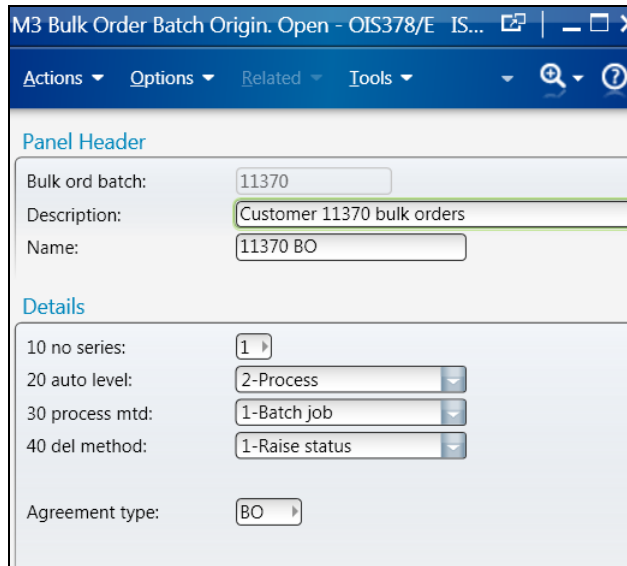 M3 Bulk Order Batch Origin. Open - OIS378/E IS...
Actions Options Related Tools
Panel Header
Bulk ord batch: 11370
Description: Customer 11370 bulk orders
Name: 11370 BO
Details
10 no series: 1
20 auto level: 2-Process
30 process mtd: 1-Batch job
40 del method: 1-Raise status
Agreement type: BO